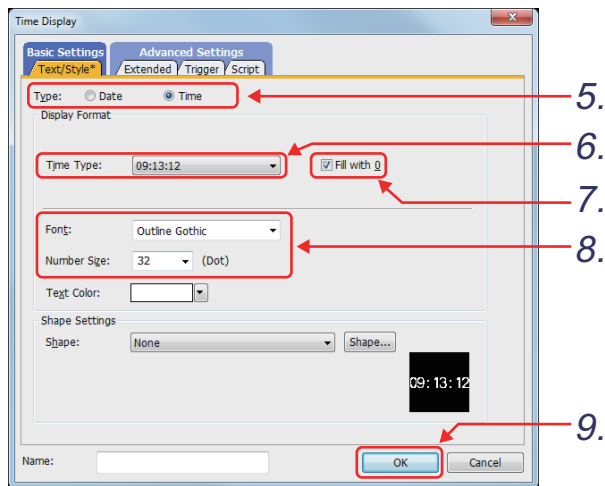 Time Display
Basic Settings Advanced Settings
Text/Style* Extended Trigger Script
Type: Date Time 5.
Display Format
6.
Time Type: 09:13:12 Fill with 0
7.
Font: Outline Gothic
8.
Number Size: 32 (Dot)
Text Color:
Shape Settings
Shape: None Shape...
09:13:12
9.
Name: OK Cancel